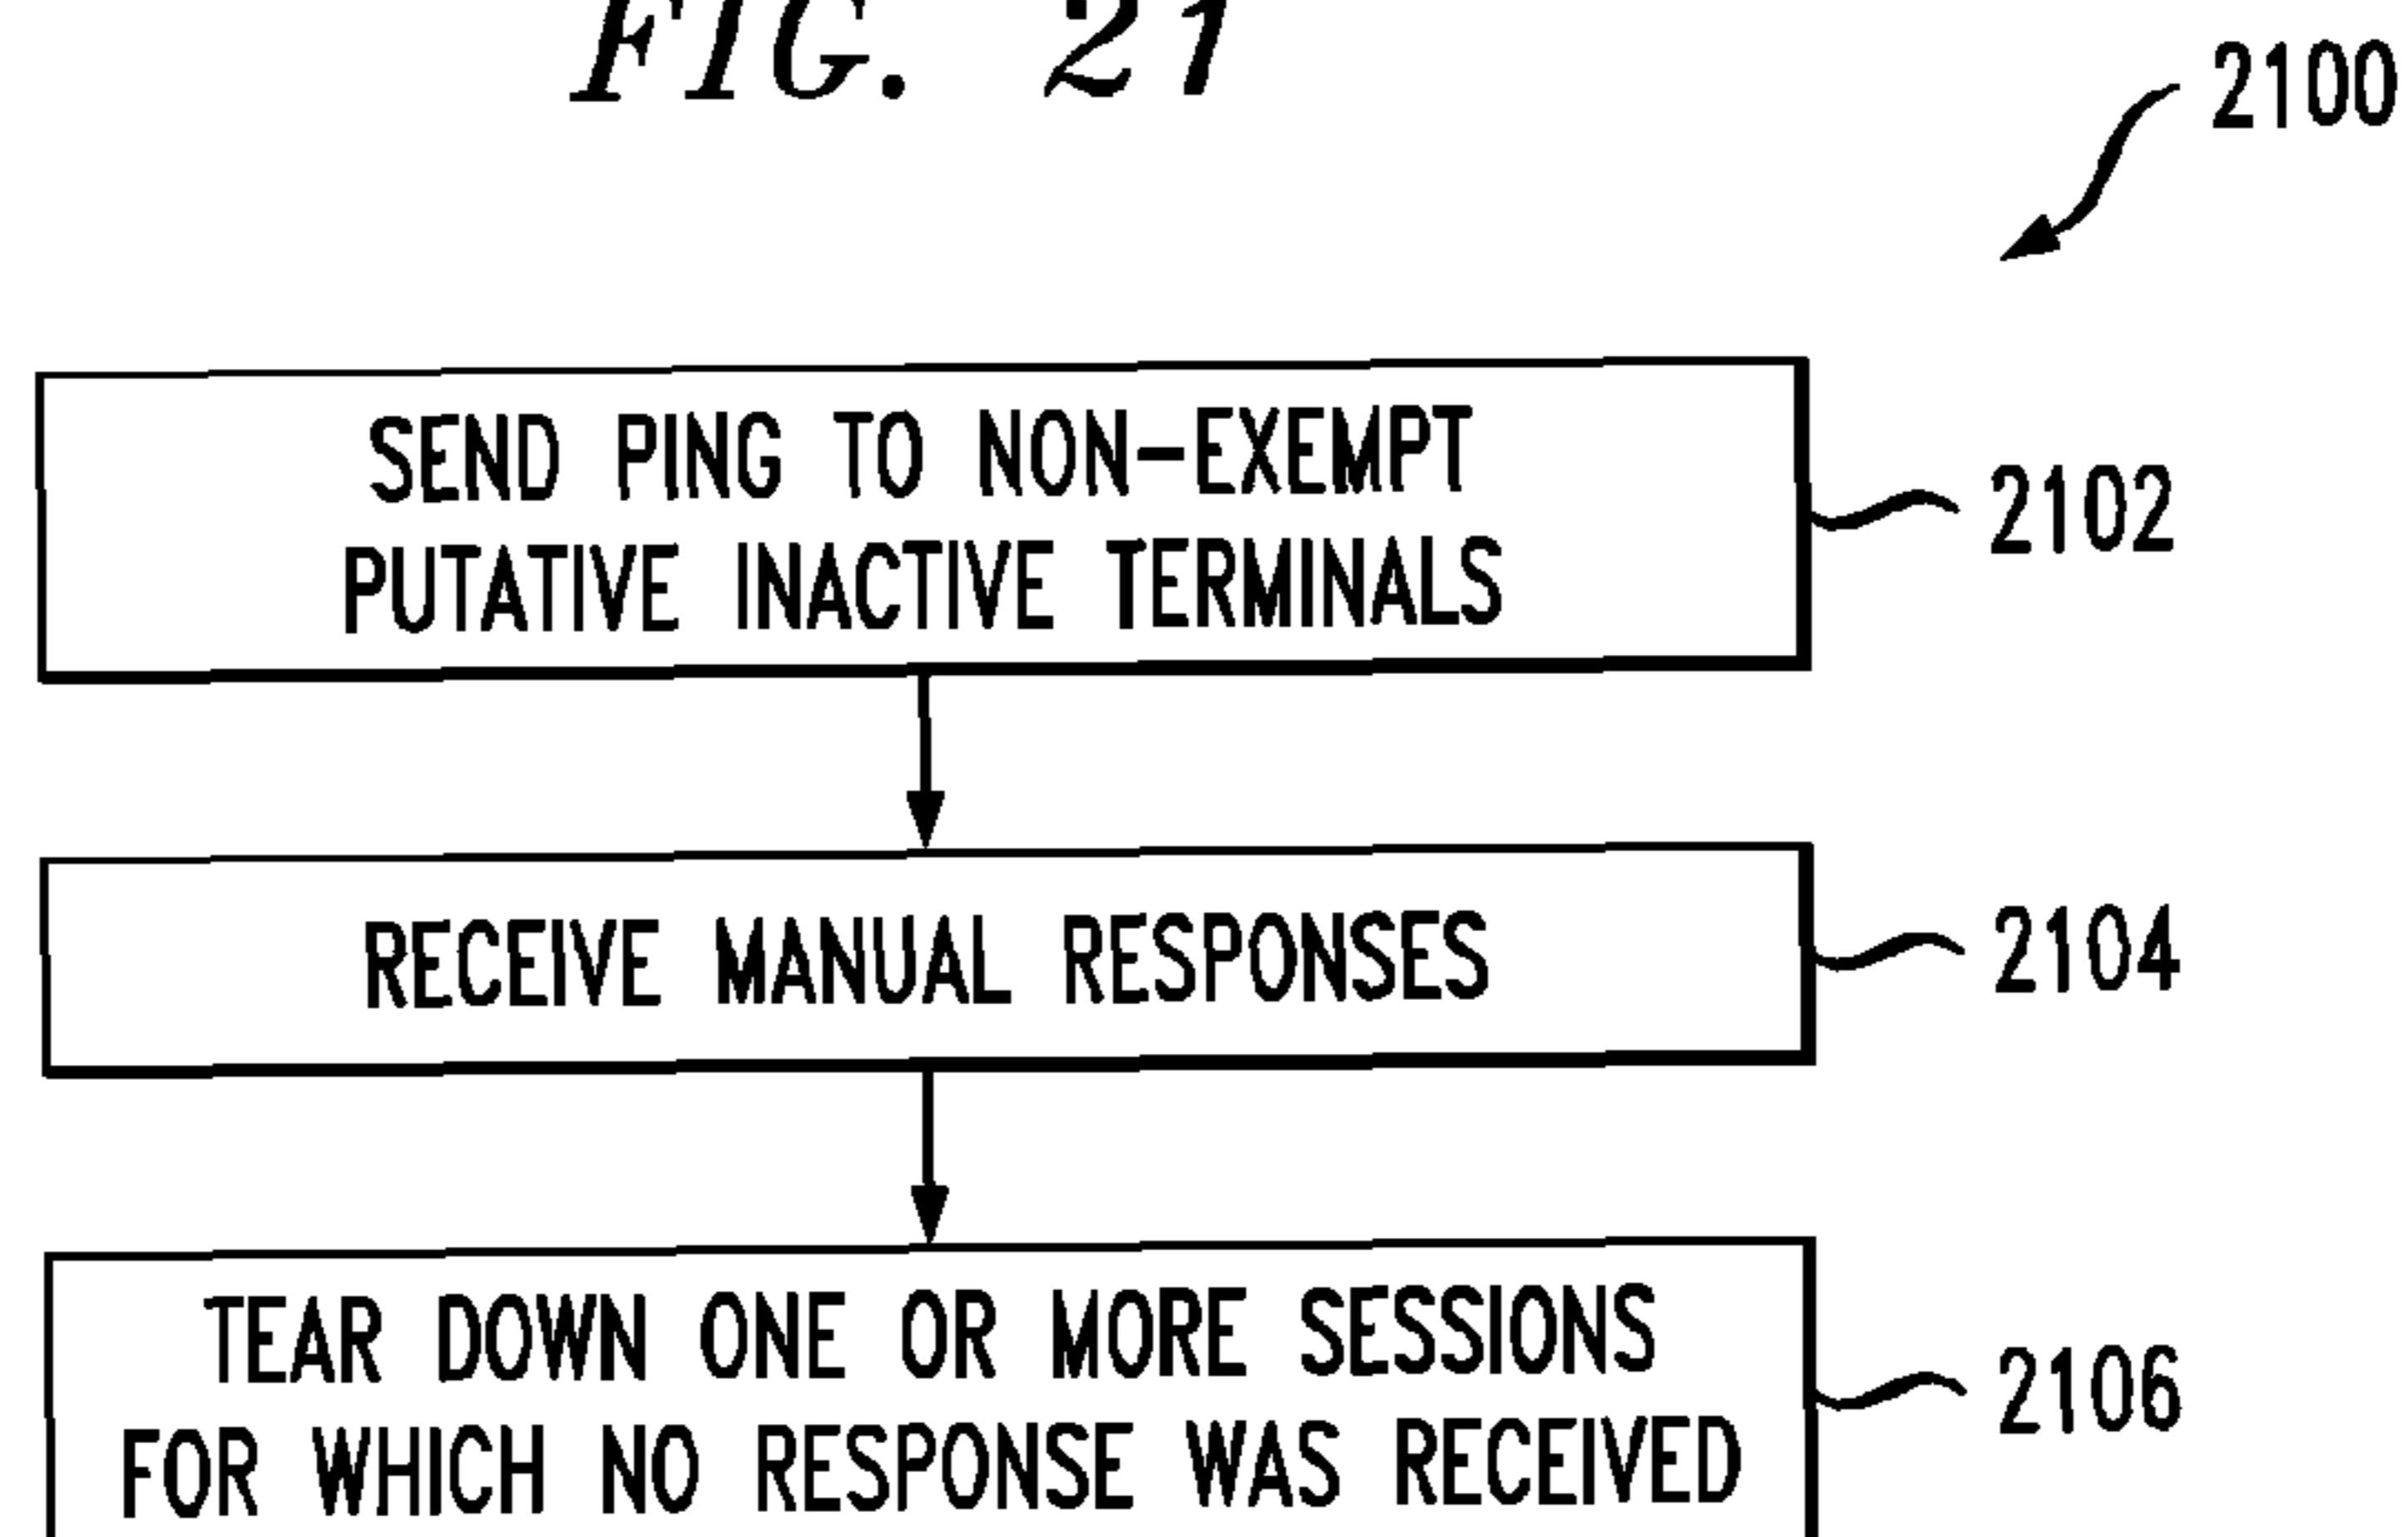 FIG. 21
2100
SEND PING TO NON-EXEMPT
PUTATIVE INACTIVE TERMINALS
2102
RECEIVE MANUAL RESPONSES
2104
TEAR DOWN ONE OR MORE SESSIONS
FOR WHICH NO RESPONSE WAS RECEIVED
2106